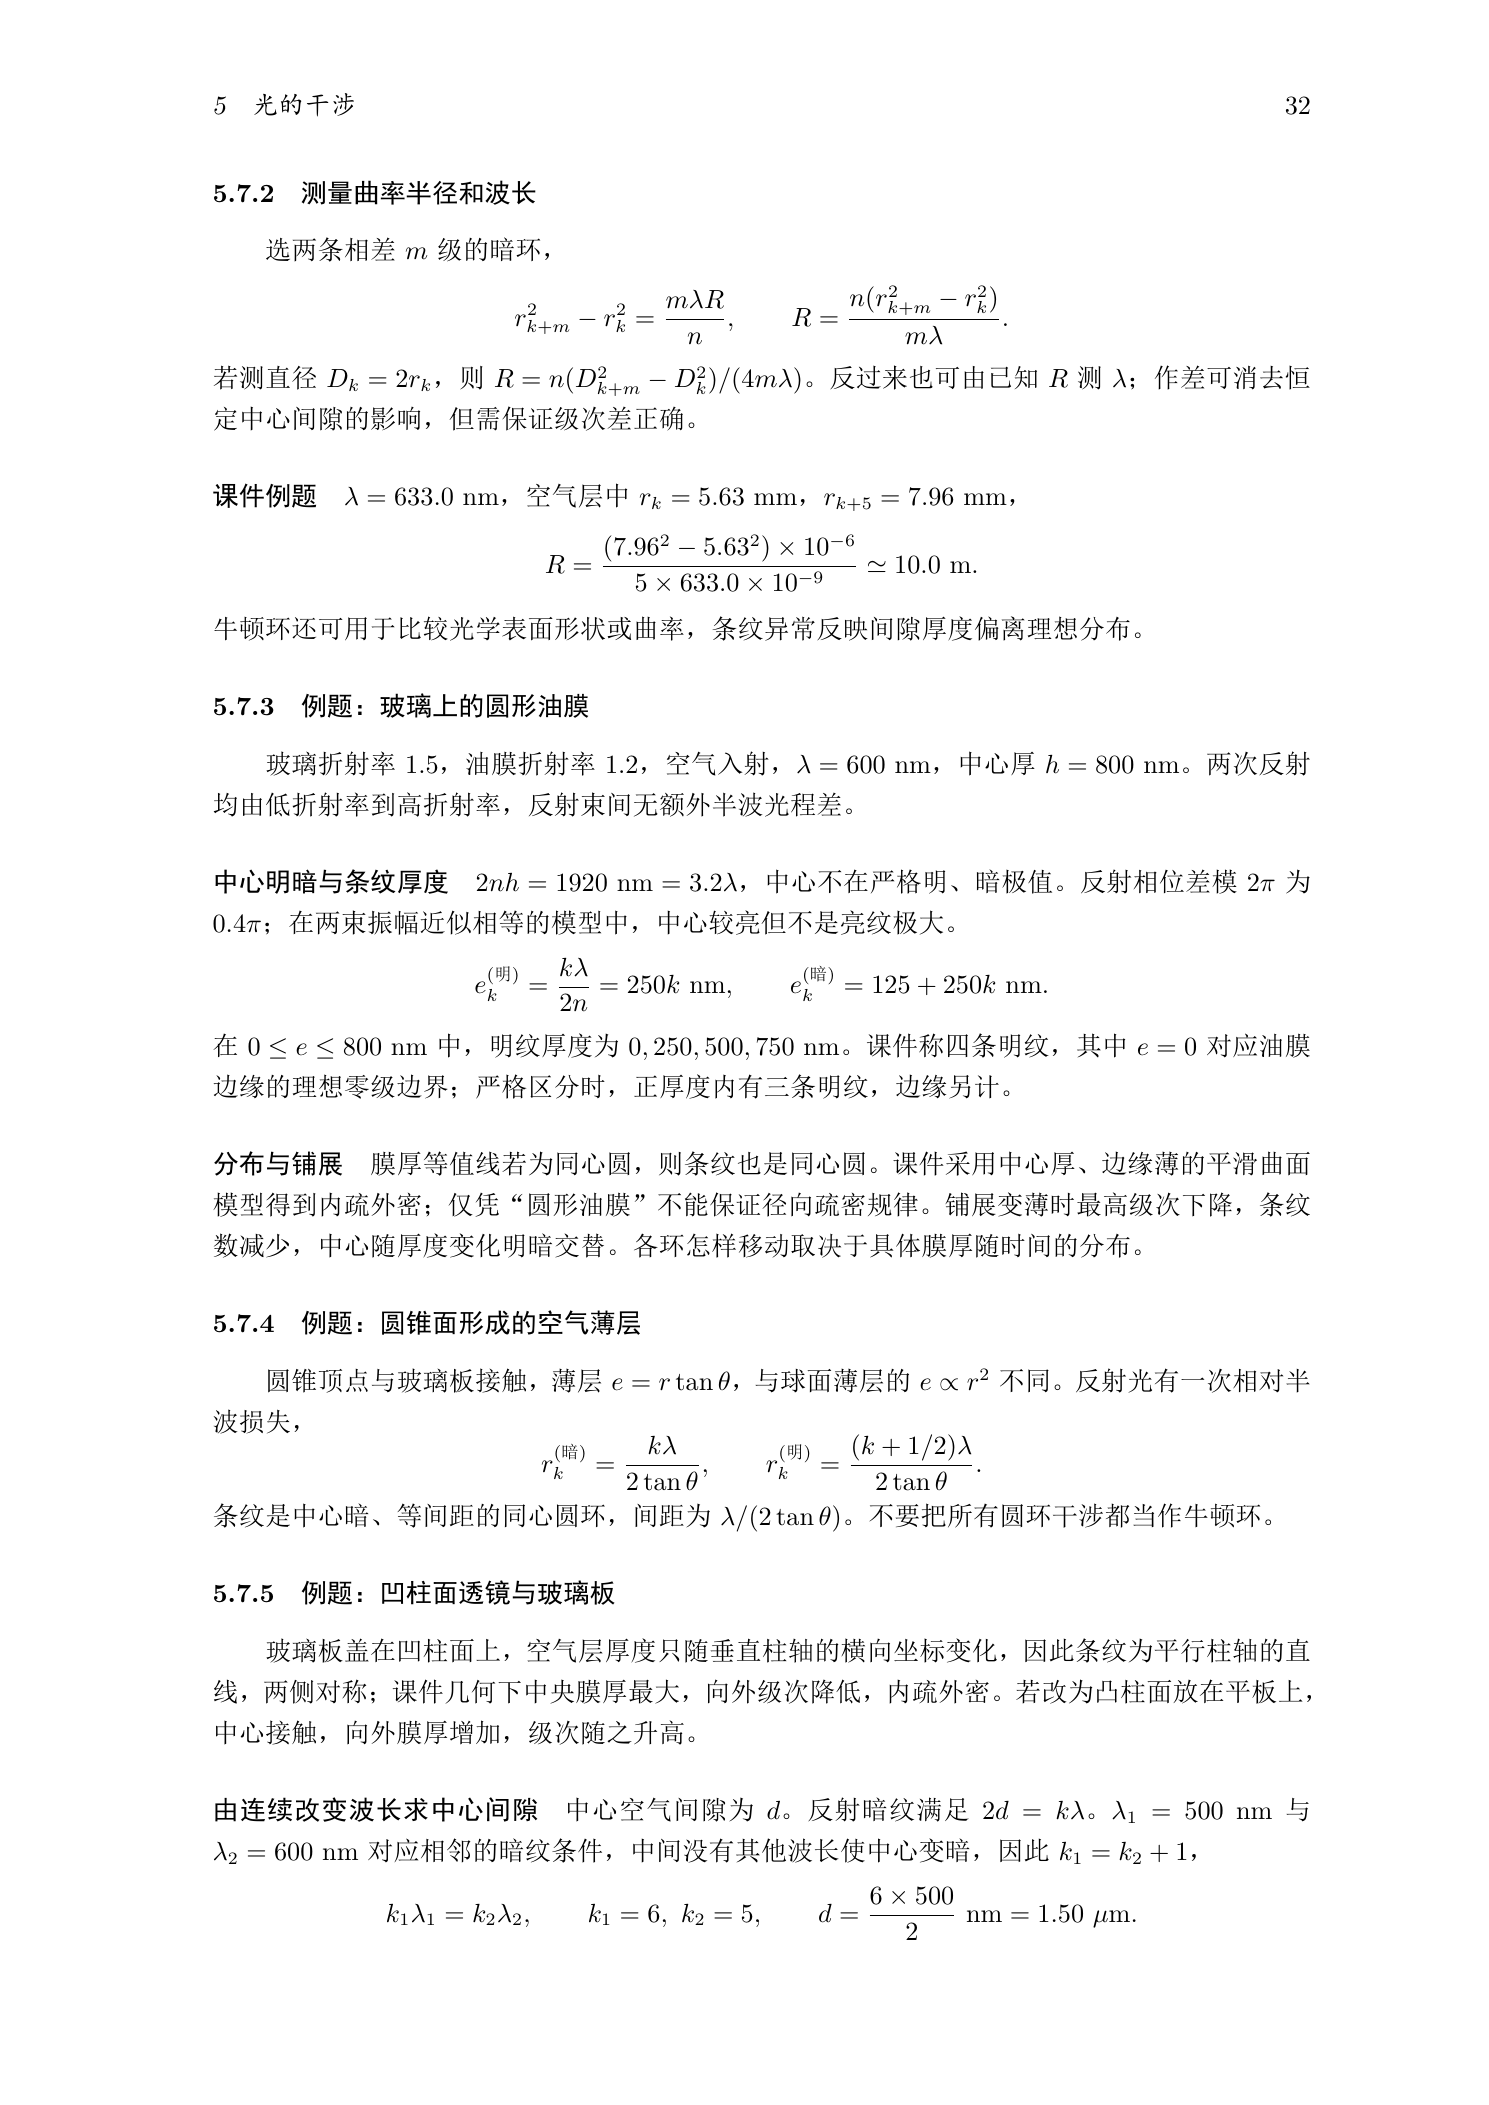 5 光的干涉 32
5.7.2 测量曲率半径和波长
选两条相差 m 级的暗环，
r_{k+m}^2 − r_k^2 = \frac{mλR}{n}, R = \frac{n(r_{k+m}^2 − r_k^2)}{mλ}.
若测直径 D_k = 2r_k，则 R = n(D_{k+m}^2 − D_k^2)/(4mλ)。反过来也可由已知 R 测 λ；作差可消去恒
定中心间隙的影响，但需保证级次差正确。
课件例题 λ = 633.0 nm，空气层中 r_k = 5.63 mm，r_{k+5} = 7.96 mm，
R = \frac{(7.96^2 − 5.63^2) × 10^{−6}}{5 × 633.0 × 10^{−9}} ≃ 10.0 m.
牛顿环还可用于比较光学表面形状或曲率，条纹异常反映间隙厚度偏离理想分布。
5.7.3 例题：玻璃上的圆形油膜
玻璃折射率 1.5，油膜折射率 1.2，空气入射，λ = 600 nm，中心厚 h = 800 nm。两次反射
均由低折射率到高折射率，反射束间无额外半波光程差。
中心明暗与条纹厚度 2nh = 1920 nm = 3.2λ，中心不在严格明、暗极值。反射相位差模 2π 为
0.4π；在两束振幅近似相等的模型中，中心较亮但不是亮纹极大。
e_k^{(明)} = \frac{kλ}{2n} = 250k nm, e_k^{(暗)} = 125 + 250k nm.
在 0 ≤ e ≤ 800 nm 中，明纹厚度为 0, 250, 500, 750 nm。课件称四条明纹，其中 e = 0 对应油膜
边缘的理想零级边界；严格区分时，正厚度内有三条明纹，边缘另计。
分布与铺展 膜厚等值线若为同心圆，则条纹也是同心圆。课件采用中心厚、边缘薄的平滑曲面
模型得到内疏外密；仅凭“圆形油膜”不能保证径向疏密规律。铺展变薄时最高级次下降，条纹
数减少，中心随厚度变化明暗交替。各环怎样移动取决于具体膜厚随时间的分布。
5.7.4 例题：圆锥面形成的空气薄层
圆锥顶点与玻璃板接触，薄层 e = r tan θ，与球面薄层的 e ∝ r^2 不同。反射光有一次相对半
波损失，
r_k^{(暗)} = \frac{kλ}{2 tan θ}, r_k^{(明)} = \frac{(k + 1/2)λ}{2 tan θ}.
条纹是中心暗、等间距的同心圆环，间距为 λ/(2 tan θ)。不要把所有圆环干涉都当作牛顿环。
5.7.5 例题：凹柱面透镜与玻璃板
玻璃板盖在凹柱面上，空气层厚度只随垂直柱轴的横向坐标变化，因此条纹为平行柱轴的直
线，两侧对称；课件几何下中央膜厚最大，向外级次降低，内疏外密。若改为凸柱面放在平板上，
中心接触，向外膜厚增加，级次随之升高。
由连续改变波长求中心间隙 中心空气间隙为 d。反射暗纹满足 2d = kλ。λ_1 = 500 nm 与
λ_2 = 600 nm 对应相邻的暗纹条件，中间没有其他波长使中心变暗，因此 k_1 = k_2 + 1，
k_1λ_1 = k_2λ_2, k_1 = 6, k_2 = 5, d = \frac{6 × 500}{2} nm = 1.50 μm.